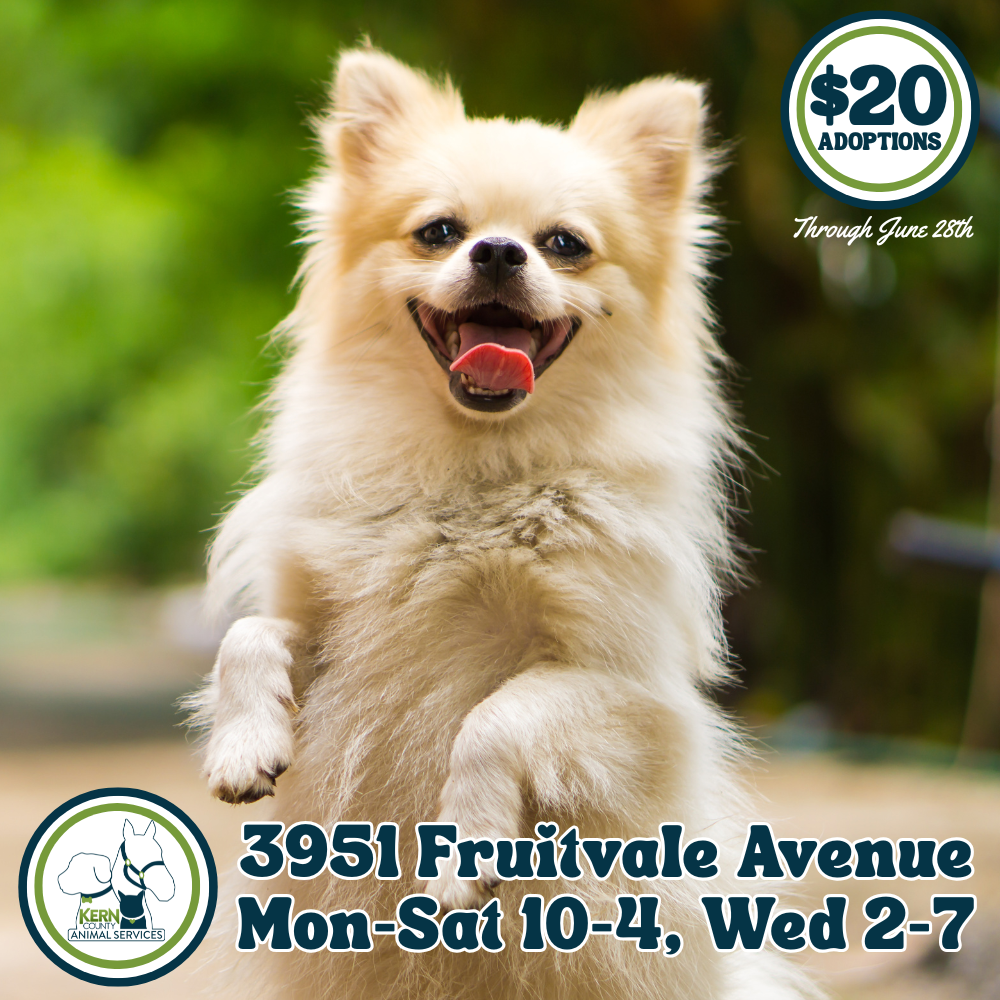 $20
ADOPTIONS
Through June 28th
3951 Fruitvale Avenue
Mon-Sat 10-4, Wed 2-7
KERN
COUNTY
ANIMAL SERVICES